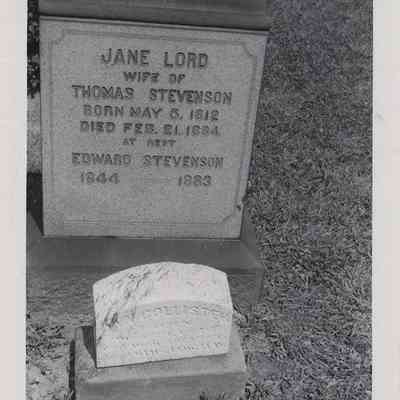 JANE LORD
WIFE OF
THOMAS STEVENSON
BORN MAY 5, 1812
DIED FEB. 21, 1884
AT REST
EDWARD STEVENSON
1844 1883